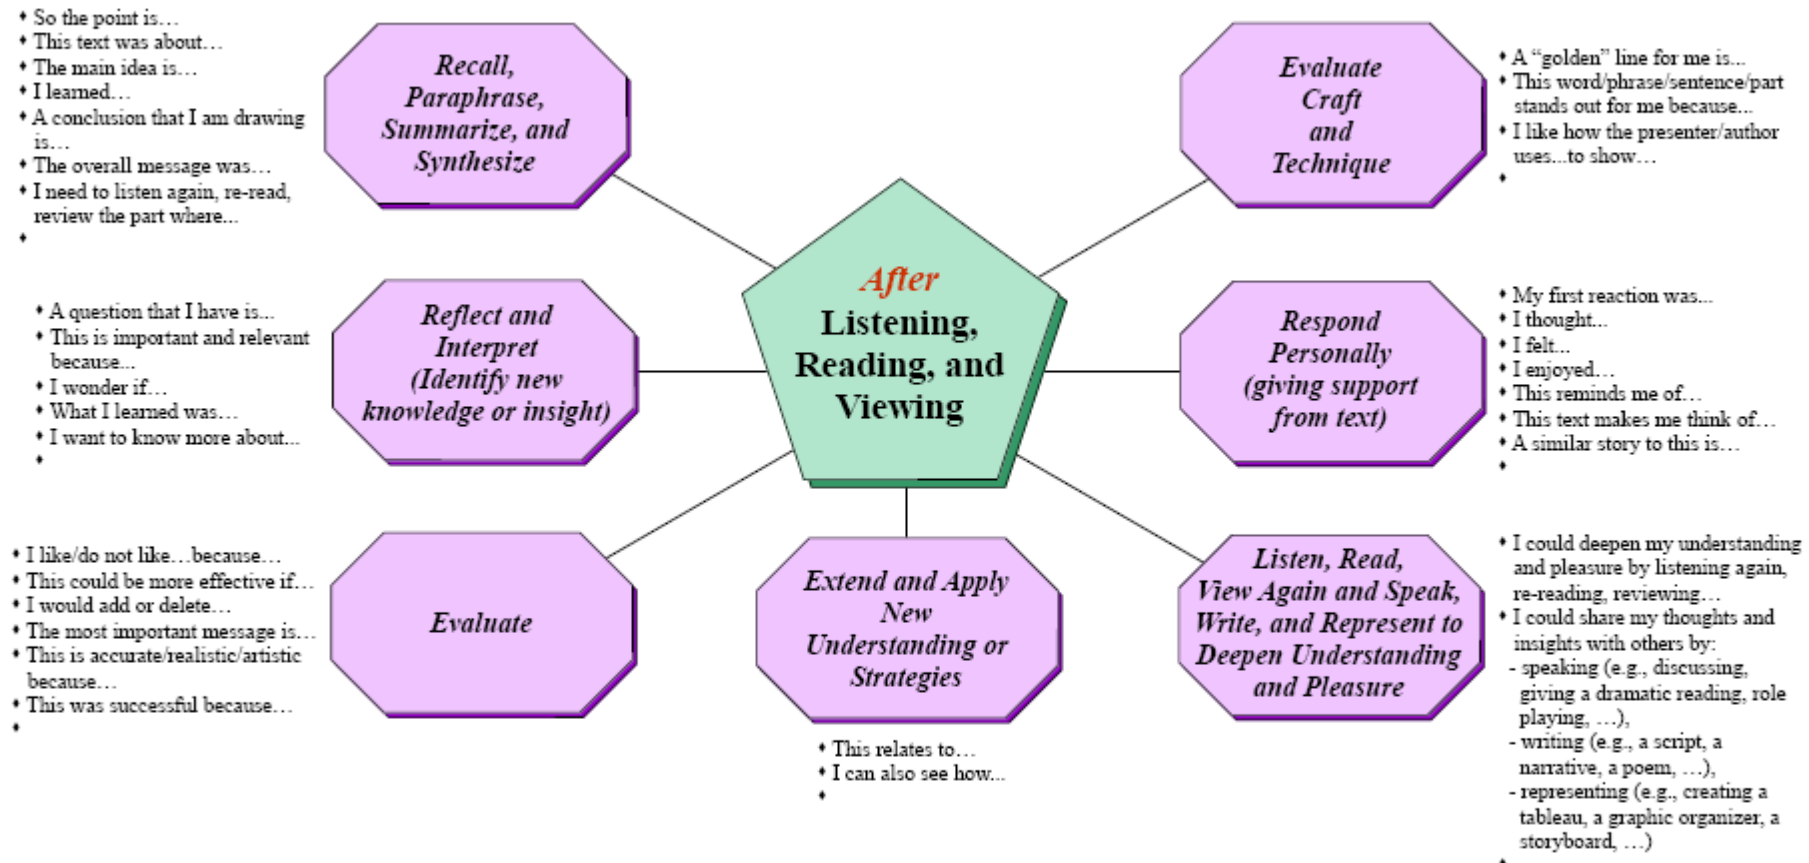 ♦ So the point is…
♦ This text was about…
♦ The main idea is…
♦ I learned…
♦ A conclusion that I am drawing
is…
♦ The overall message was…
♦ I need to listen again, re-read,
review the part where...
♦
Recall,
Paraphrase,
Summarize, and
Synthesize
Evaluate
Craft
and
Technique
♦ A “golden” line for me is...
♦ This word/phrase/sentence/part
stands out for me because...
♦ I like how the presenter/author
uses...to show…
♦
After
Listening,
Reading, and
Viewing
♦ A question that I have is...
♦ This is important and relevant
because...
♦ I wonder if…
♦ What I learned was…
♦ I want to know more about...
♦
Reflect and
Interpret
(Identify new
knowledge or insight)
Respond
Personally
(giving support
from text)
♦ My first reaction was...
♦ I thought...
♦ I felt...
♦ I enjoyed…
♦ This reminds me of…
♦ This text makes me think of…
♦ A similar story to this is…
♦
♦ I like/do not like…because…
♦ This could be more effective if…
♦ I would add or delete…
♦ The most important message is…
♦ This is accurate/realistic/artistic
because…
♦ This was successful because…
♦
Evaluate
Extend and Apply
New
Understanding or
Strategies
♦ This relates to…
♦ I can also see how...
♦
Listen, Read,
View Again and Speak,
Write, and Represent to
Deepen Understanding
and Pleasure
♦ I could deepen my understanding
and pleasure by listening again,
re-reading, reviewing…
♦ I could share my thoughts and
insights with others by:
- speaking (e.g., discussing,
giving a dramatic reading, role
playing, …),
- writing (e.g., a script, a
narrative, a poem, …),
- representing (e.g., creating a
tableau, a graphic organizer, a
storyboard, …)
♦